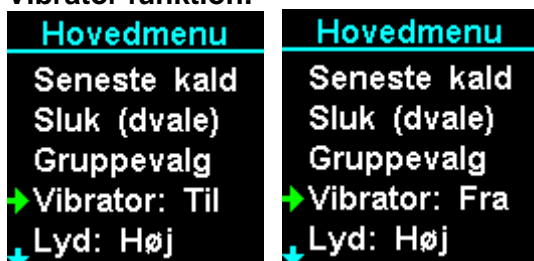 Vibrator funktion:
Hovedmenu
Seneste kald
Sluk (dvale)
Gruppevalg
Vibrator: Til
Lyd: Høj
Hovedmenu
Seneste kald
Sluk (dvale)
Gruppevalg
Vibrator: Fra
Lyd: Høj